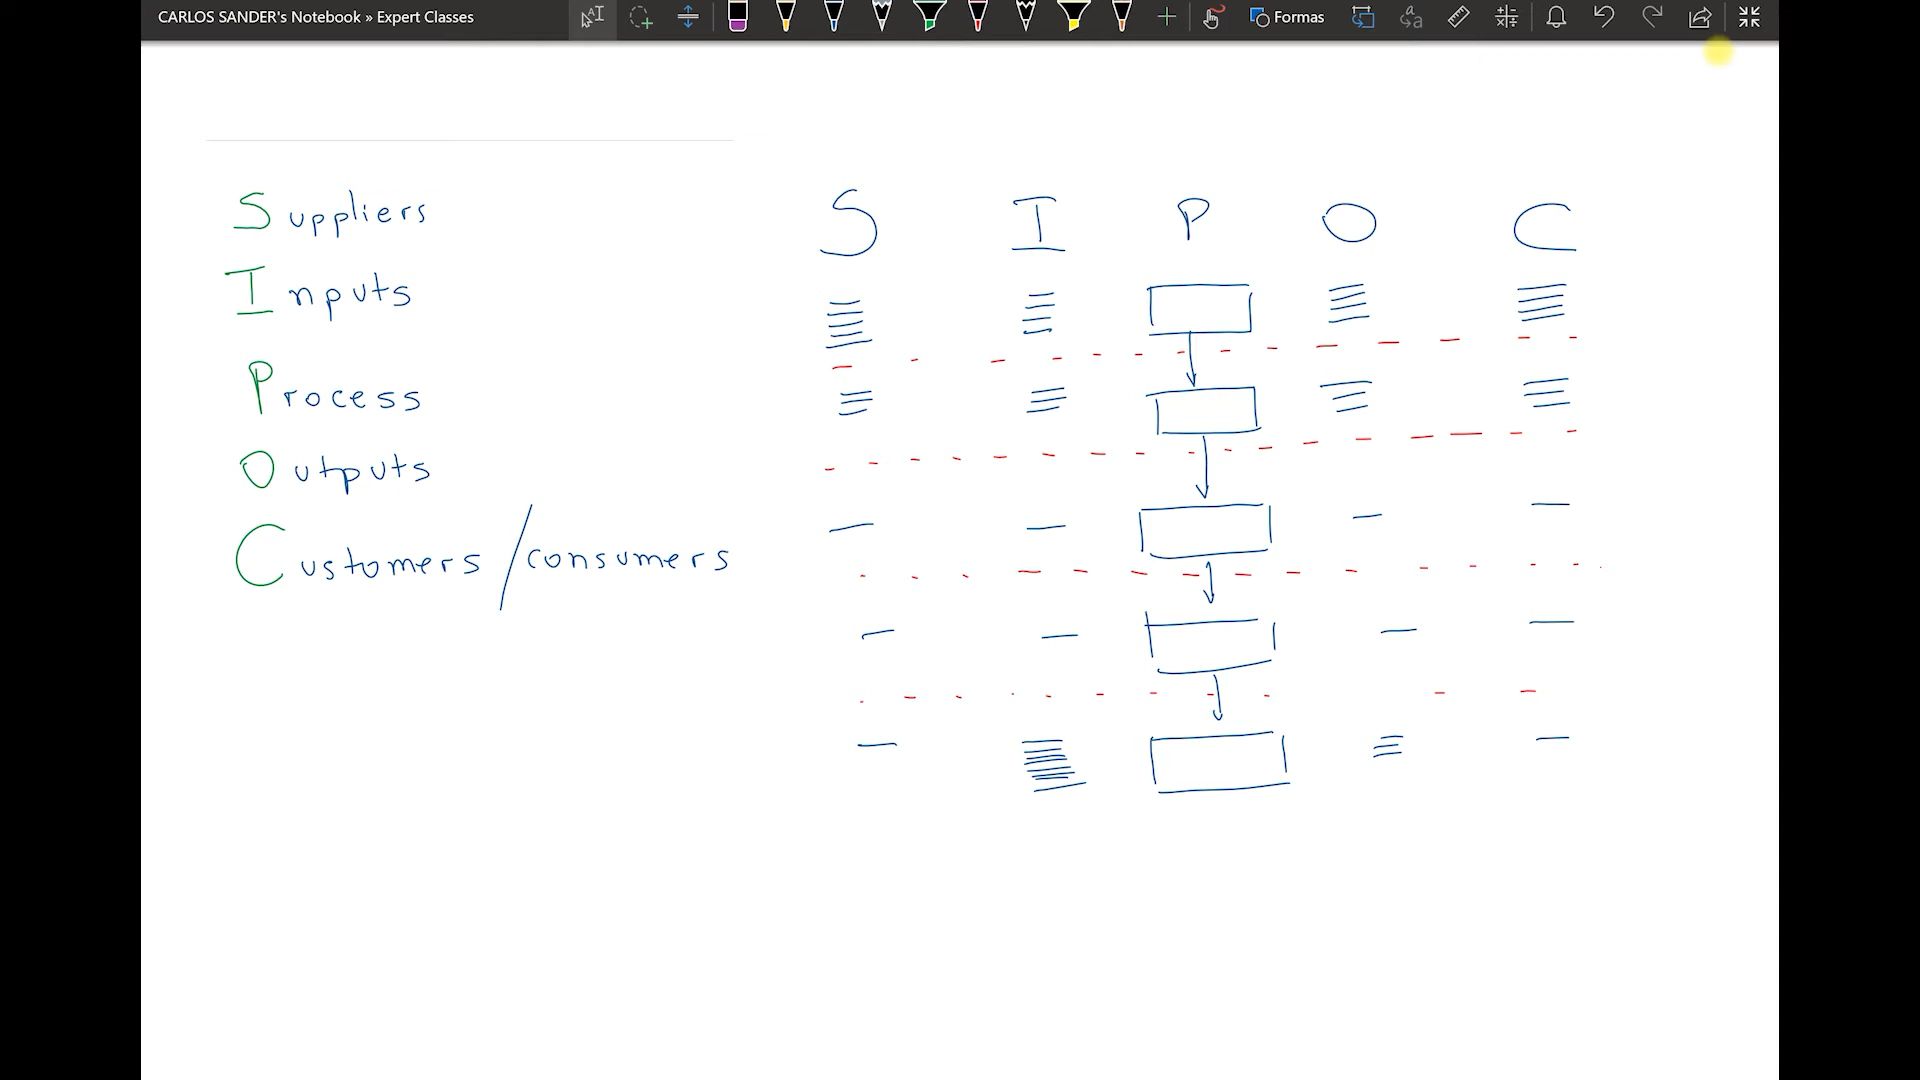 CARLOS SANDER's Notebook » Expert Classes
Formas
Suppliers
Inputs
Process
Outputs
Customers/consumers
S I P O C